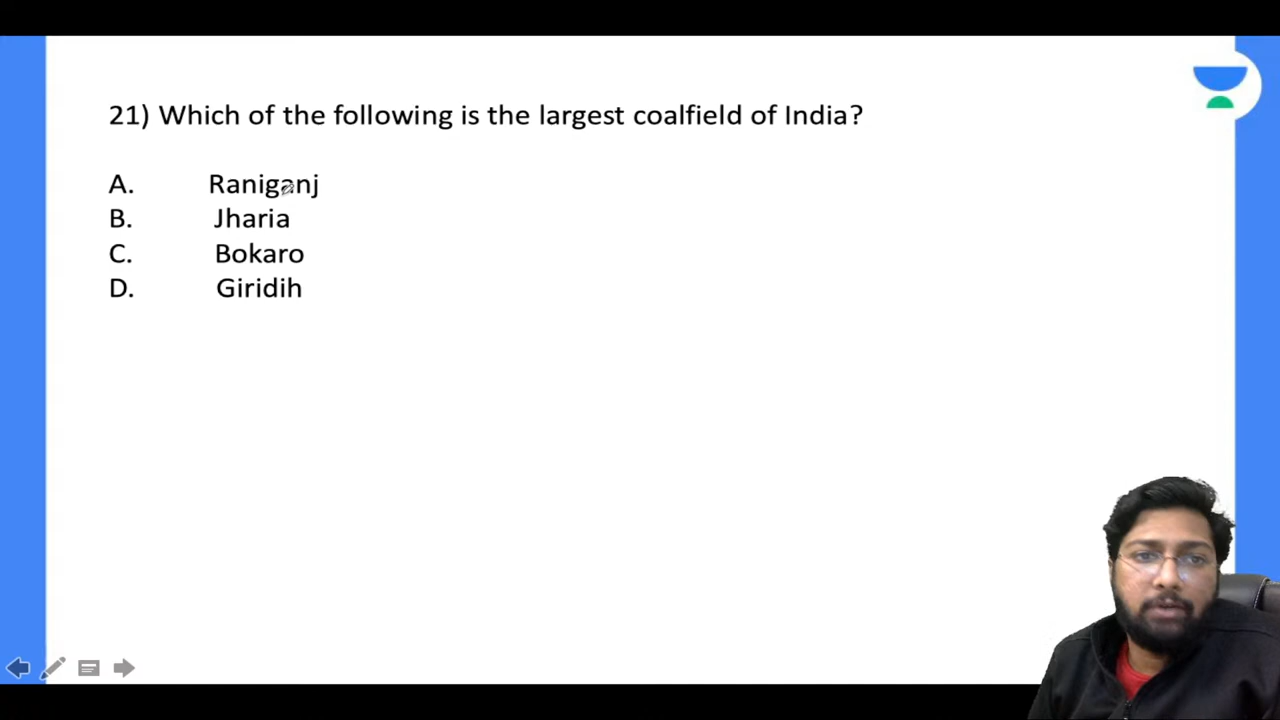 21) Which of the following is the largest coalfield of India?
A. Raniganj
B. Jharia
C. Bokaro
D. Giridih